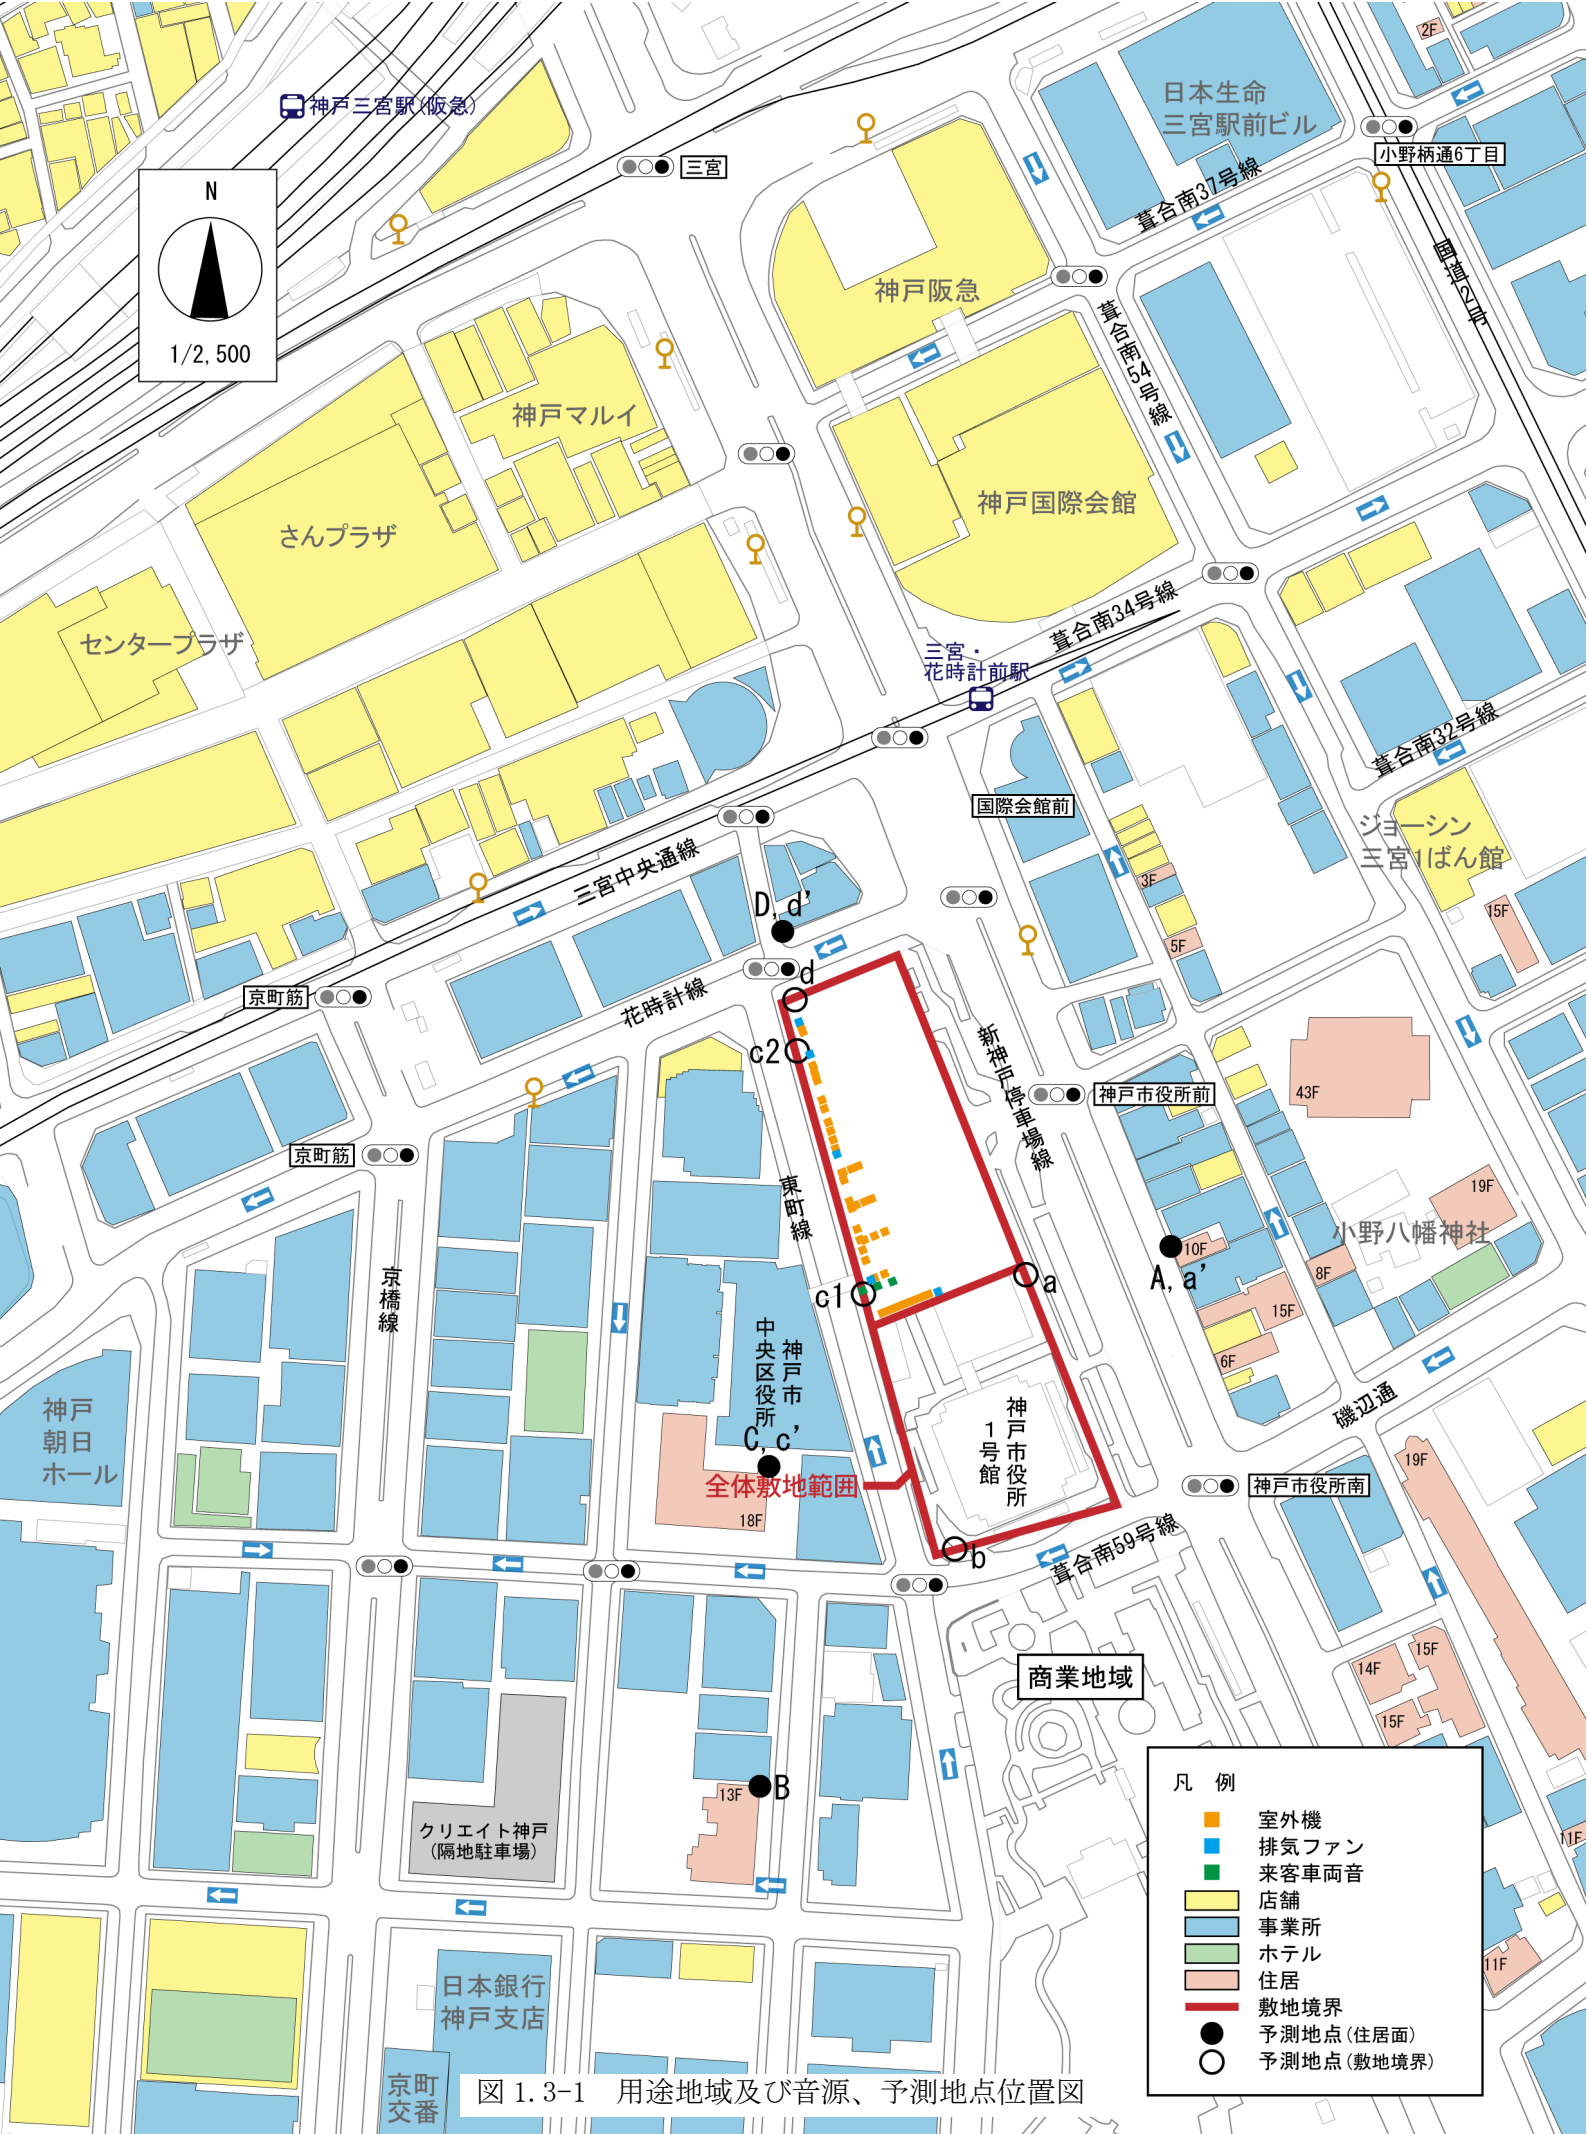 2F
日本生命
三宮駅前ビル
神戸三宮駅(阪急)
小野柄通6丁目
三宮
N
1/2,500
葺合南37号線
国道2号
神戸阪急
葺合南54号線
神戸マルイ
神戸国際会館
さんプラザ
センタープラザ
葺合南34号線
三宮・
花時計前駅
葺合南32号線
国際会館前
ジョーシン
三宮1ばん館
三宮中央通線
3F
15F
5F
D,d'
京町筋
花時計線
d
c2
新神戸停車場線
神戸市役所前
43F
京町筋
東町線
19F
小野八幡神社
10F
A,a'
8F
a
c1
15F
6F
京橋線
神戸市
中央区役所
神戸
朝日
ホール
C,c'
全体敷地範囲
18F
神戸市役所
1号館
磯辺通
19F
神戸市役所南
b
葺合南59号線
商業地域
14F
15F
15F
13F
B
クリエイト神戸
(隔地駐車場)
11F
11F
凡 例
室外機
排気ファン
来客車両音
店舗
事業所
ホテル
住居
敷地境界
予測地点(住居面)
予測地点(敷地境界)
日本銀行
神戸支店
京町
交番
図 1.3-1 用途地域及び音源、予測地点位置図